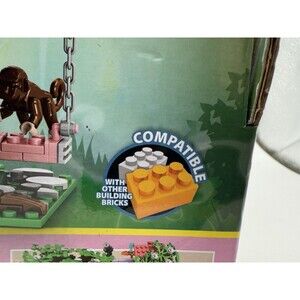 COMPATIBLE
WITH
OTHER
BUILDING
BRICKS